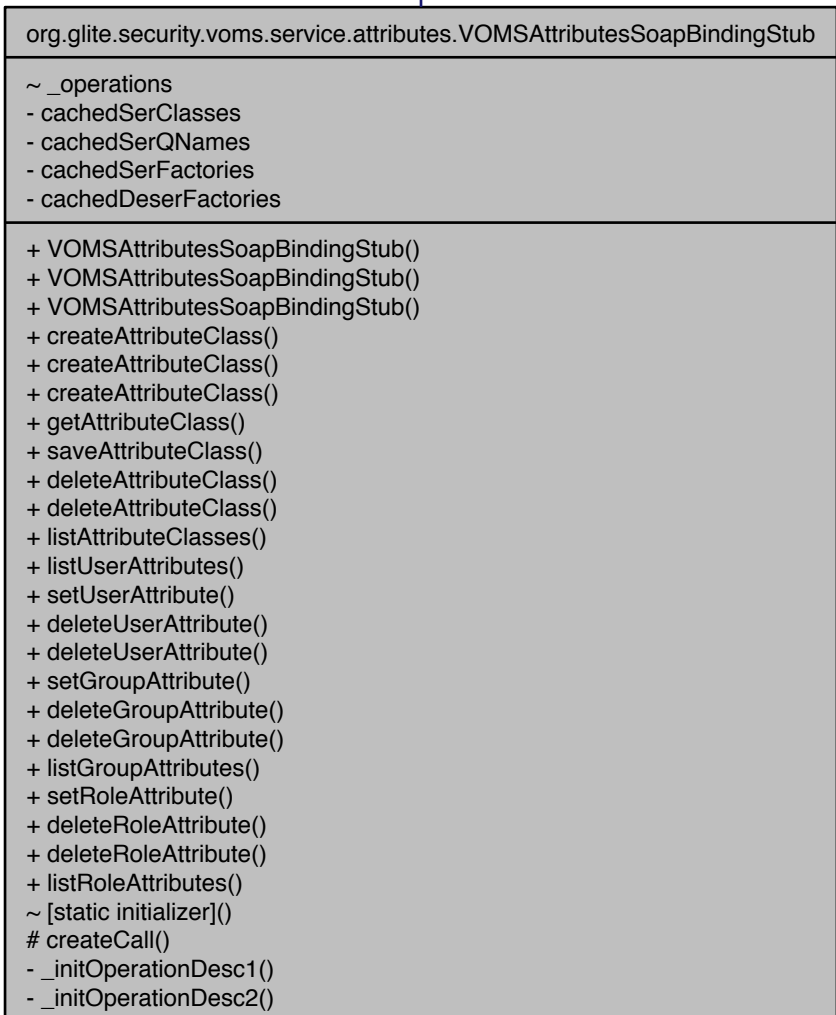 org.glite.security.voms.service.attributes.VOMSAttributesSoapBindingStub
~ _operations
- cachedSerClasses
- cachedSerQNames
- cachedSerFactories
- cachedDeserFactories
+ VOMSAttributesSoapBindingStub()
+ VOMSAttributesSoapBindingStub()
+ VOMSAttributesSoapBindingStub()
+ createAttributeClass()
+ createAttributeClass()
+ createAttributeClass()
+ getAttributeClass()
+ saveAttributeClass()
+ deleteAttributeClass()
+ deleteAttributeClass()
+ listAttributeClasses()
+ listUserAttributes()
+ setUserAttribute()
+ deleteUserAttribute()
+ deleteUserAttribute()
+ setGroupAttribute()
+ deleteGroupAttribute()
+ deleteGroupAttribute()
+ listGroupAttributes()
+ setRoleAttribute()
+ deleteRoleAttribute()
+ deleteRoleAttribute()
+ listRoleAttributes()
~ [static initializer]()
# createCall()
- _initOperationDesc1()
- _initOperationDesc2()